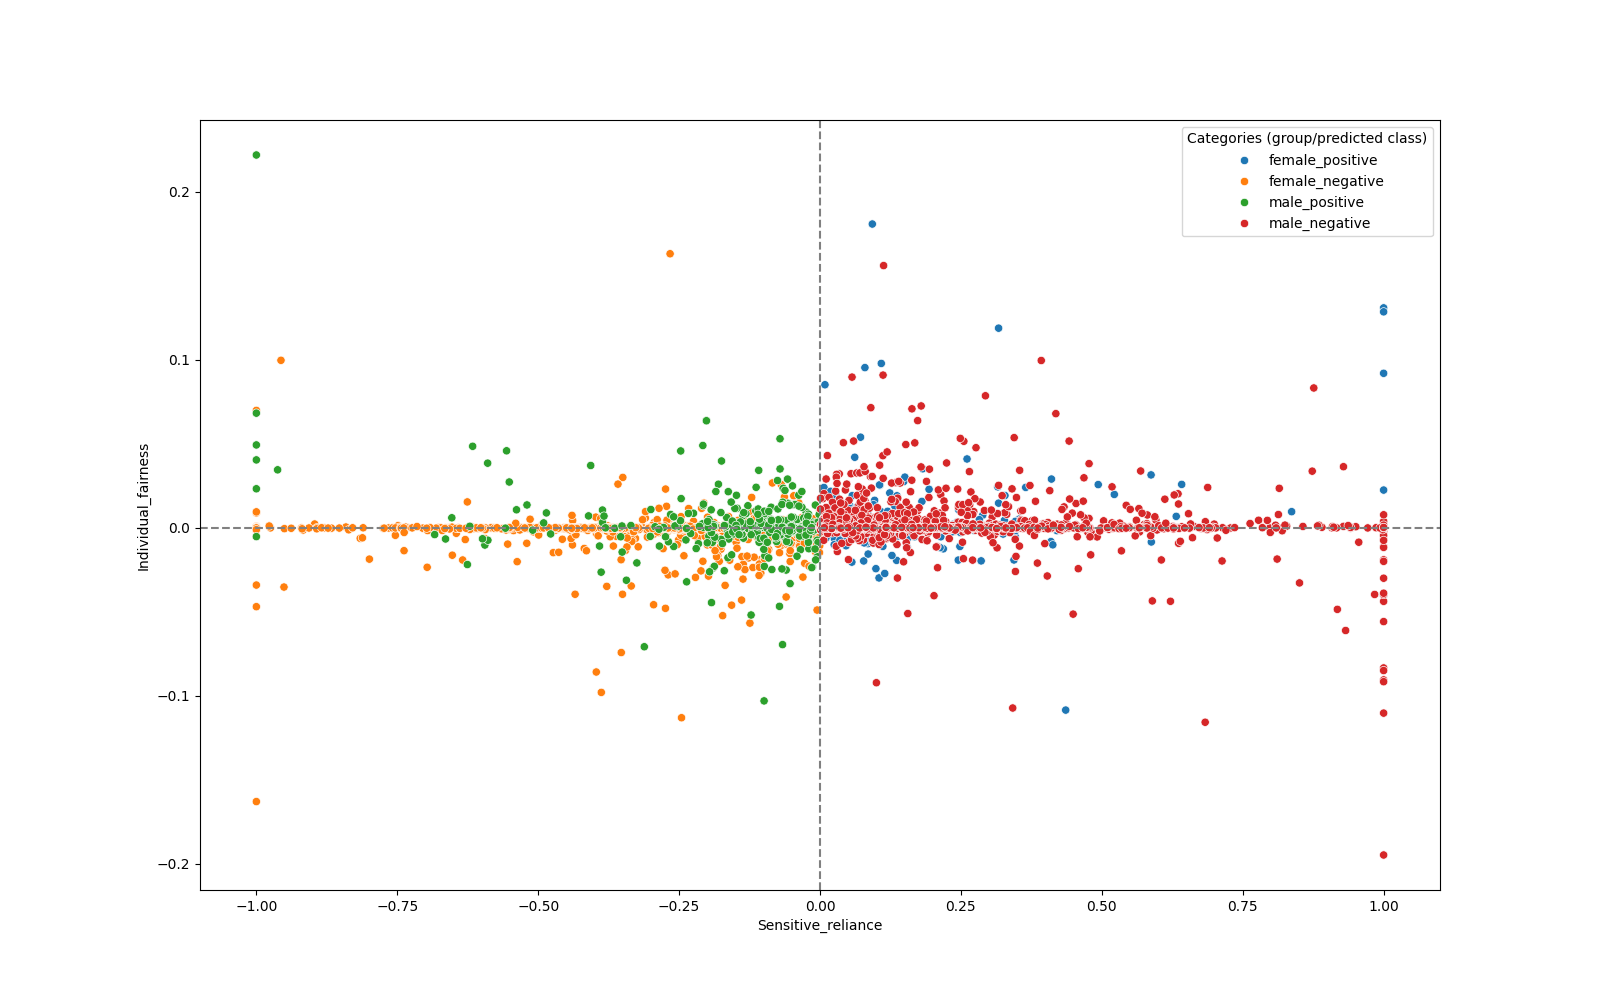 Categories (group/predicted class)
female_positive
female_negative
male_positive
male_negative
0.2
0.1
0.0
−0.1
−0.2
Individual_fairness
−1.00 −0.75 −0.50 −0.25 0.00 0.25 0.50 0.75 1.00
Sensitive_reliance